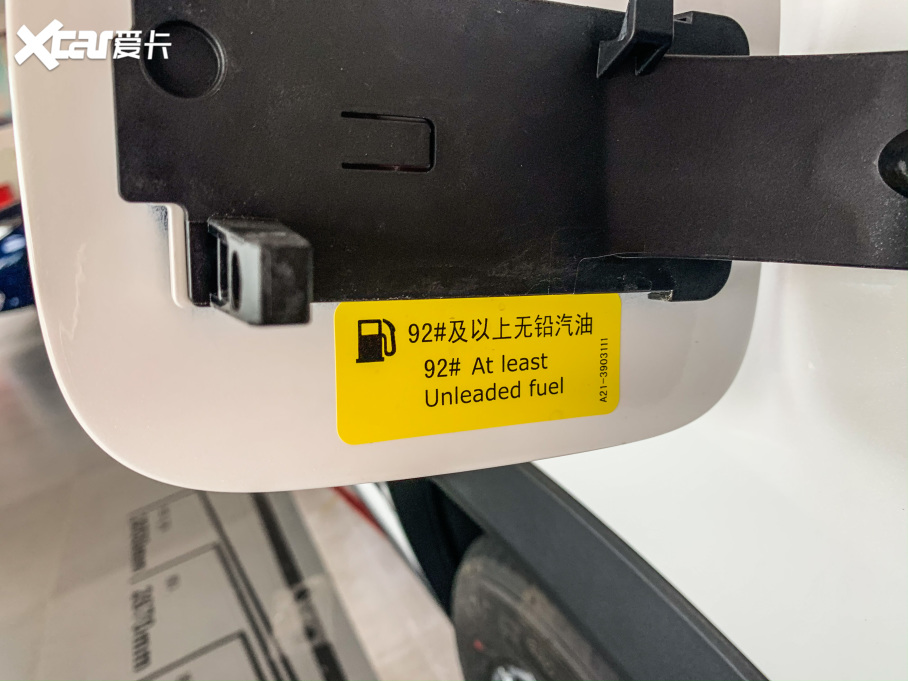 xcar爱卡
92#及以上无铅汽油
92# At least
Unleaded fuel
A21-3903111